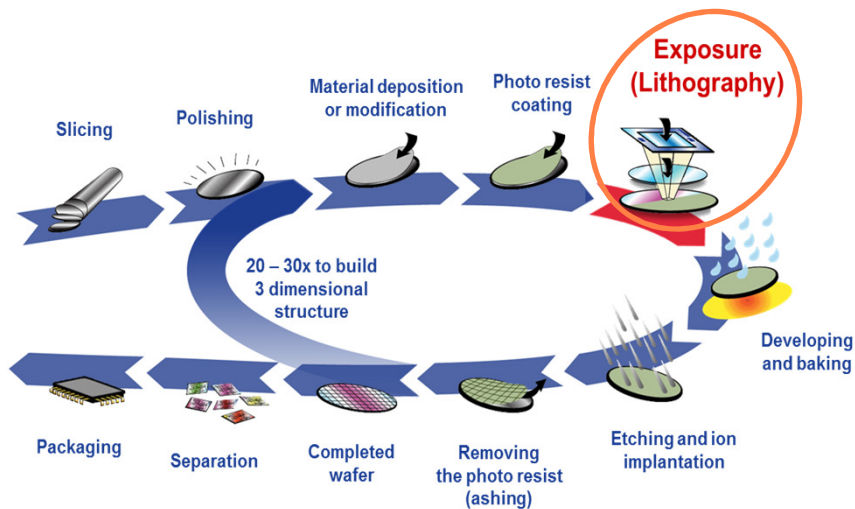 Slicing
Polishing
Material deposition
or modification
Photo resist
coating
Exposure
(Lithography)
20 – 30x to build
3 dimensional
structure
Developing
and baking
Packaging
Separation
Completed
wafer
Removing
the photo resist
(ashing)
Etching and ion
implantation